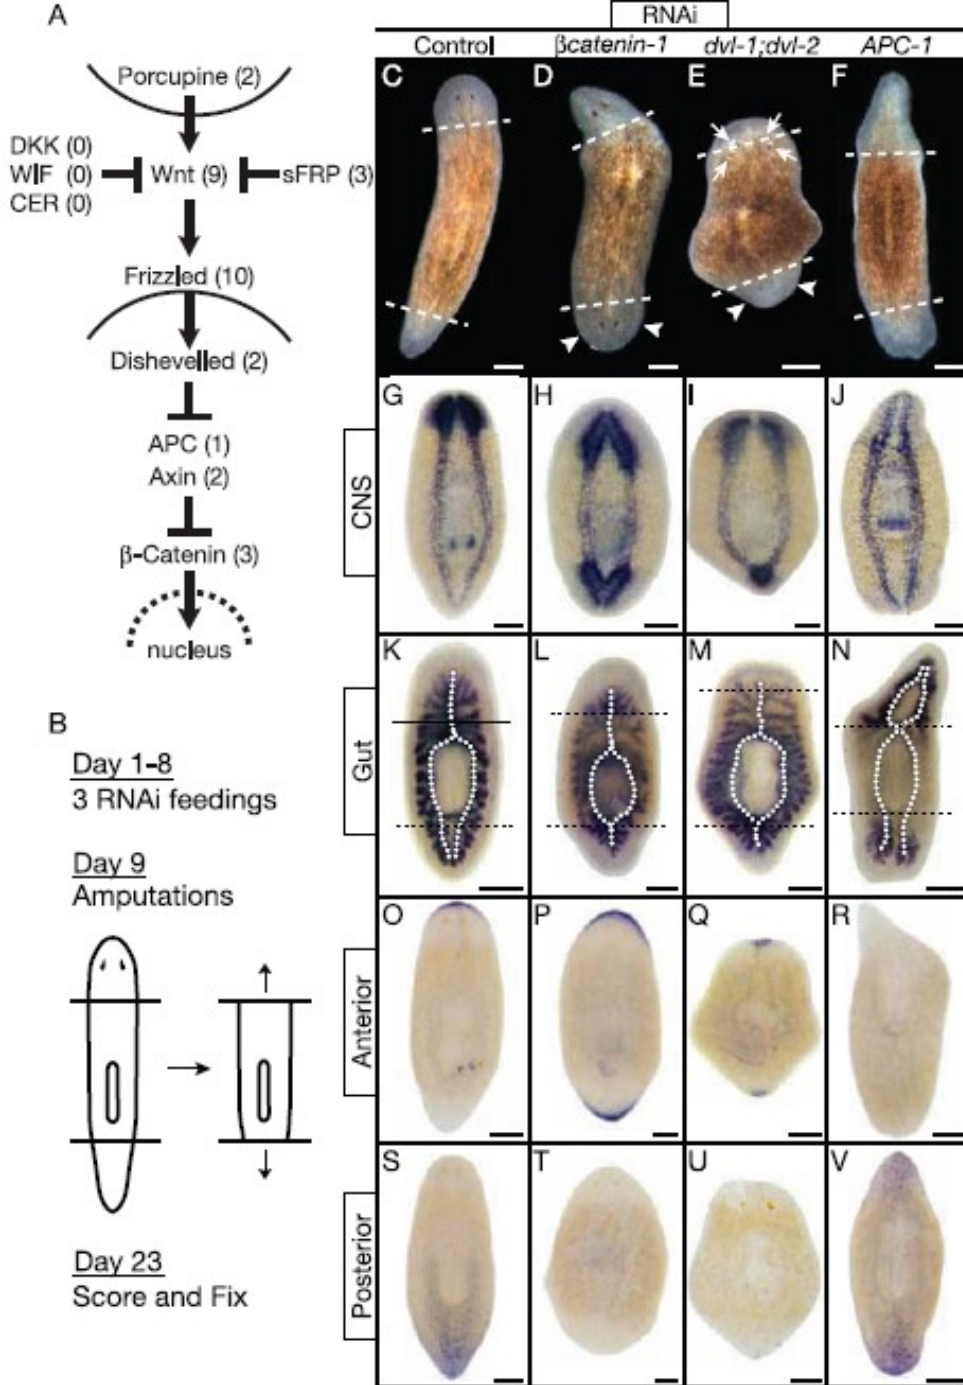 A
Porcupine (2)
DKK (0)
WIF (0)
CER (0)
Wnt (9)
sFRP (3)
Frizzled (10)
Dishevelled (2)
APC (1)
Axin (2)
β-Catenin (3)
nucleus
B
Day 1-8
3 RNAi feedings
Day 9
Amputations
Day 23
Score and Fix
RNAi
Control βcatenin-1 dvl-1;dvl-2 APC-1
C D E F
CNS
G H I J
Gut
K L M N
Anterior
O P Q R
Posterior
S T U V